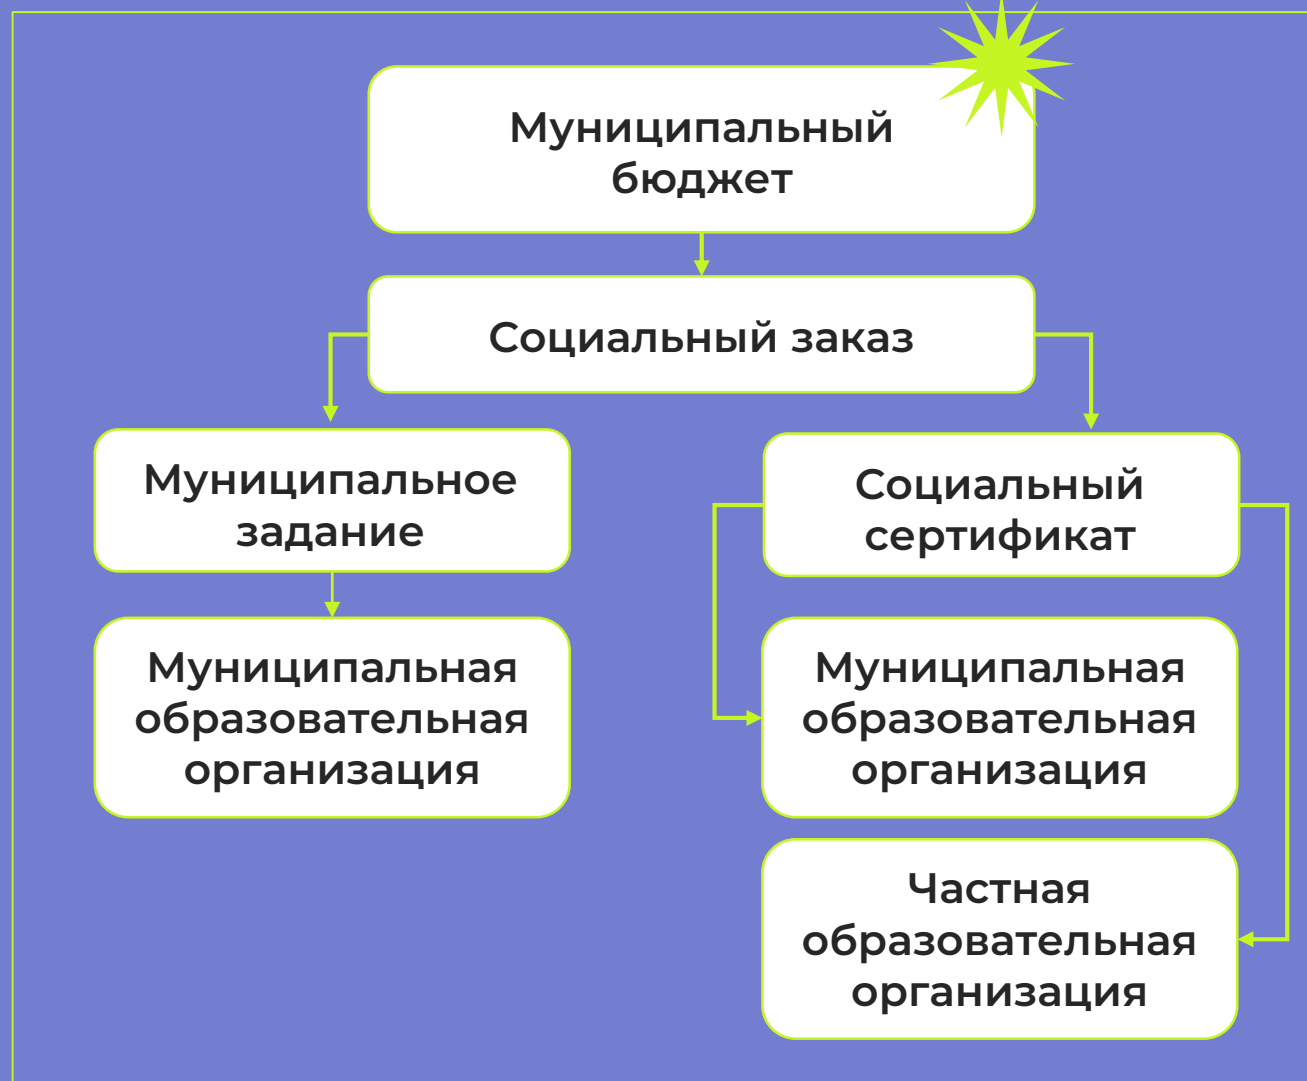 Муниципальный
бюджет
Социальный заказ
Муниципальное
задание
Социальный
сертификат
Муниципальная
образовательная
организация
Муниципальная
образовательная
организация
Частная
образовательная
организация